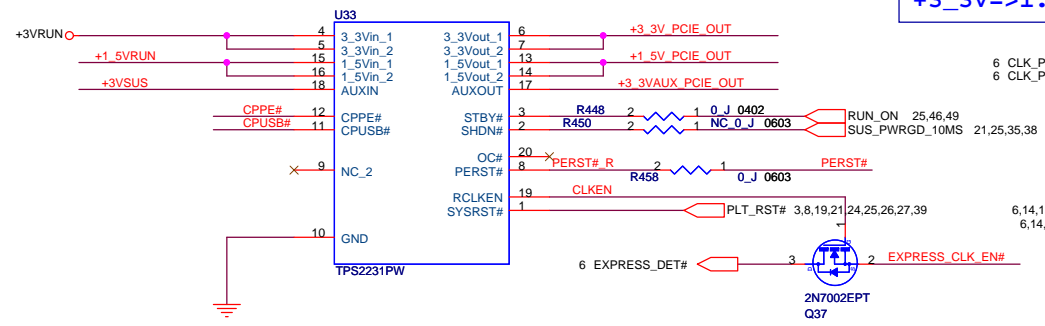 +3_3V=>1.
U33
+3VRUN 4 3_3Vin_1 3_3Vout_1 6 +3_3V_PCIE_OUT
5 3_3Vin_2 3_3Vout_2 7
+1_5VRUN 15 1_5Vin_1 1_5Vout_1 13 +1_5V_PCIE_OUT
16 1_5Vin_2 1_5Vout_2 14
+3VSUS 18 AUXIN AUXOUT 17 +3_3VAUX_PCIE_OUT
6 CLK_P
6 CLK_P
CPPE# 12 CPPE# STBY# 3 R448 2 1 0_J 0402 RUN_ON 25,46,49
CPUSB# 11 CPUSB# SHDN# 2 R450 2 1 NC_0_J 0603 SUS_PWRGD_10MS 21,25,35,38
OC# 20
9 NC_2 PERST# 8 PERST#_R 2 1 PERST#
R458 0_J 0603
RCLKEN 19 CLKEN
SYSRST# 1 PLT_RST# 3,8,19,21,24,25,26,27,39
6,14,1
6,14,
1
10 GND
G
TPS2231PW
6 EXPRESS_DET# 3 D S 2 EXPRESS_CLK_EN#
2N7002EPT
Q37